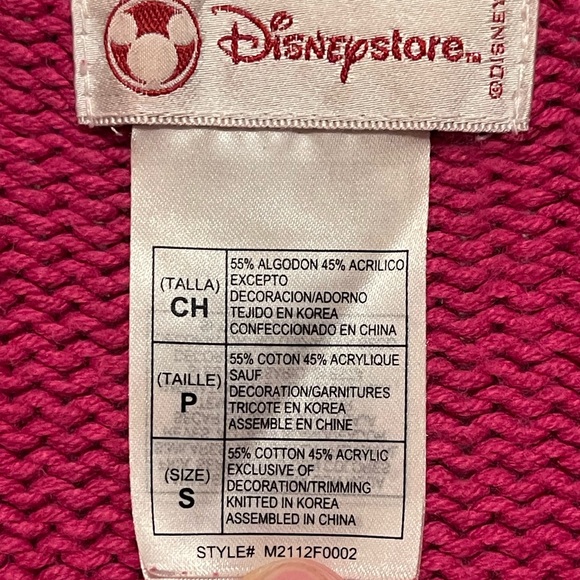 DISNEYstore™
©DISNEY
(TALLA)
CH
55% ALGODON 45% ACRILICO
EXCEPTO
DECORACION/ADORNO
TEJIDO EN KOREA
CONFECCIONADO EN CHINA
(TAILLE)
P
55% COTON 45% ACRYLIQUE
SAUF
DECORATION/GARNITURES
TRICOTE EN KOREA
ASSEMBLE EN CHINE
(SIZE)
S
55% COTTON 45% ACRYLIC
EXCLUSIVE OF
DECORATION/TRIMMING
KNITTED IN KOREA
ASSEMBLED IN CHINA
STYLE# M2112F0002